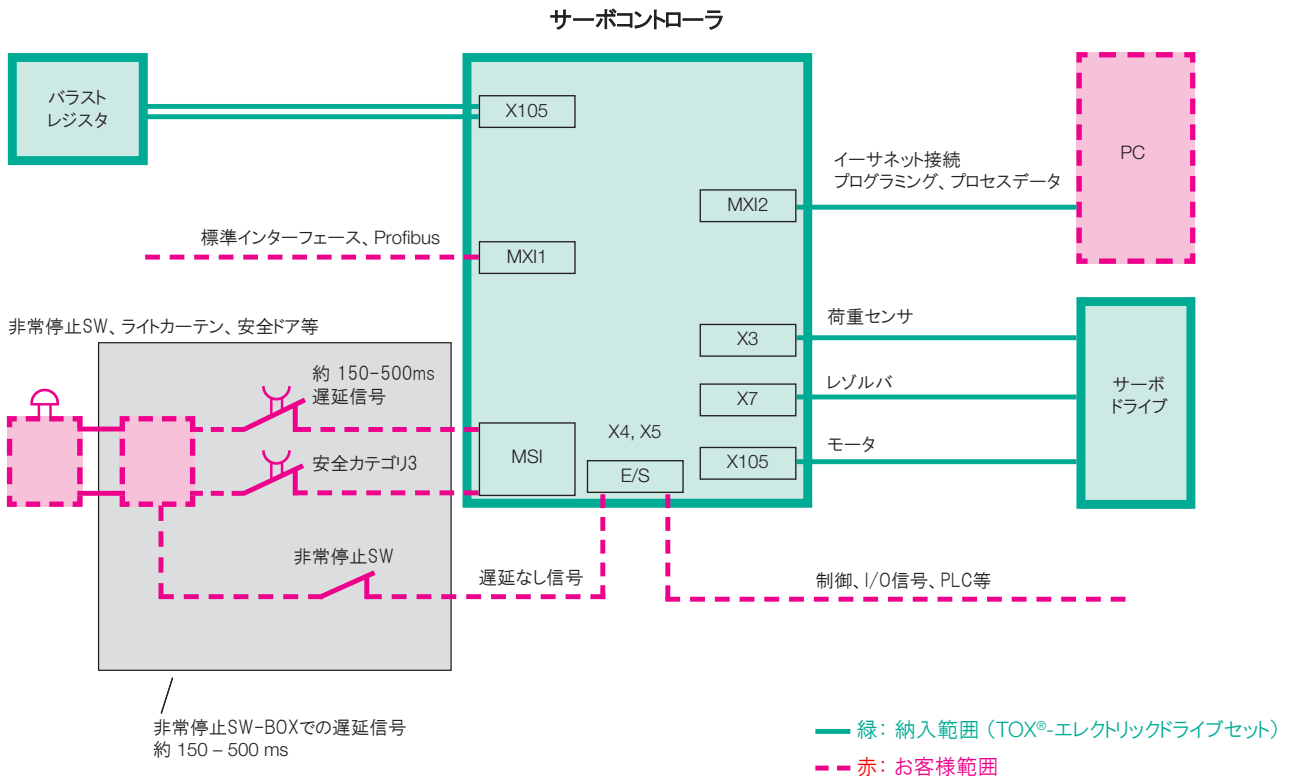 サーボコントローラ
バラスト
レジスタ
X105
PC
イーサネット接続
プログラミング、プロセスデータ
MXI2
標準インターフェース、Profibus
MXI1
非常停止SW、ライトカーテン、安全ドア等
荷重センサ
X3
約 150-500ms
遅延信号
レゾルバ
X7
サーボ
ドライブ
X4, X5
MSI
安全カテゴリ3
E/S
モータ
X105
非常停止SW
遅延なし信号
制御、I/O信号、PLC等
非常停止SW-BOXでの遅延信号
約 150 – 500 ms
緑: 納入範囲（TOX®-エレクトリックドライブセット）
赤: お客様範囲